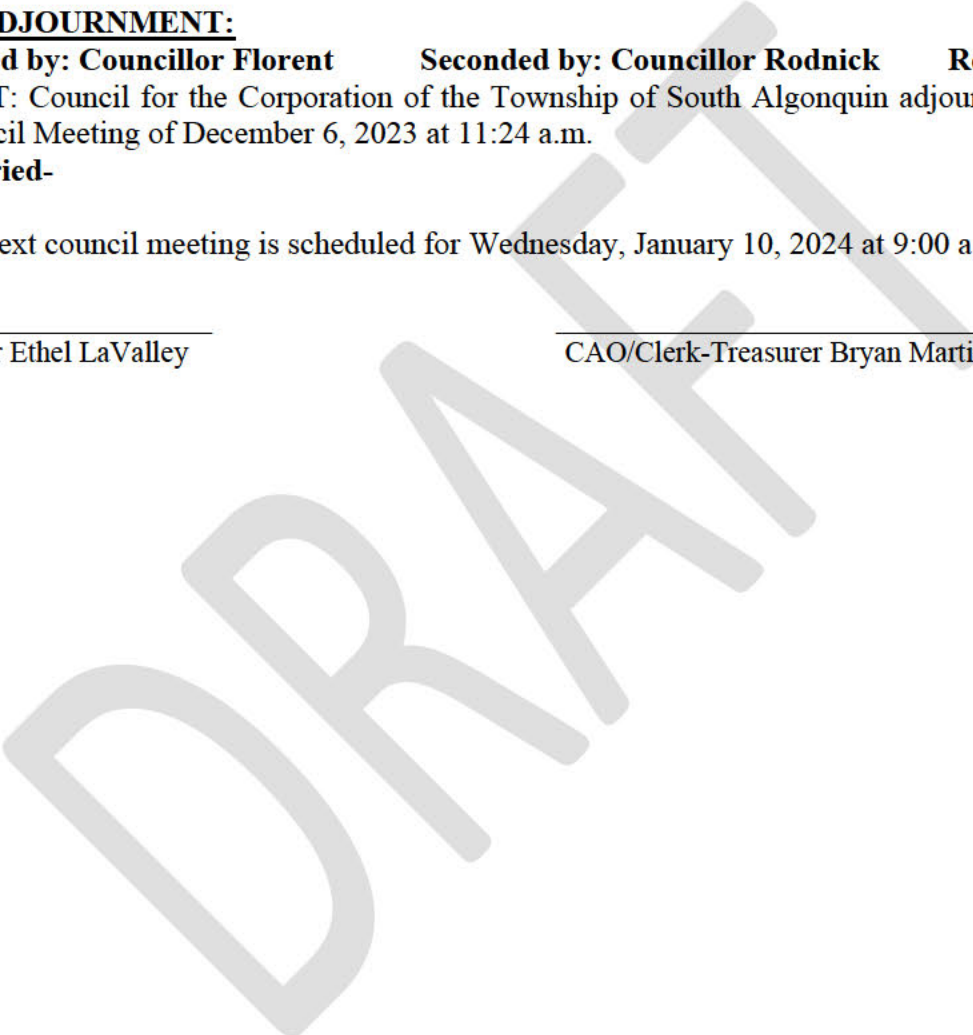 DJOURNMENT:
d by: Councillor Florent Seconded by: Councillor Rodnick Re
T: Council for the Corporation of the Township of South Algonquin adjour
cil Meeting of December 6, 2023 at 11:24 a.m.
ried-
ext council meeting is scheduled for Wednesday, January 10, 2024 at 9:00 a
r Ethel LaValley CAO/Clerk-Treasurer Bryan Marti
DRAFT